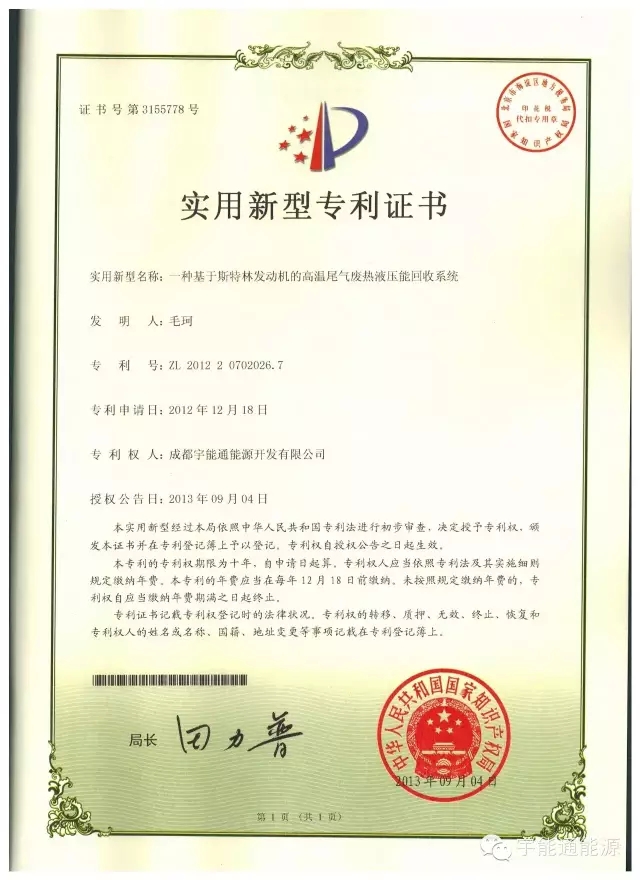 证书号第3155778号
北京市海淀区地方税务局
印花税
代扣专用章
国家知识产权局
实用新型专利证书
实用新型名称：一种基于斯特林发动机的高温尾气废热液压能回收系统
发明人：毛珂
专利号：ZL 2012 2 0702026.7
专利申请日：2012年12月18日
专利权人：成都宇能通能源开发有限公司
授权公告日：2013年09月04日
本实用新型经过本局依照中华人民共和国专利法进行初步审查，决定授予专利权，颁
发本证书并在专利登记簿上予以登记。专利权自授权公告之日起生效。
本专利的专利权期限为十年，自申请日起算。专利权人应当依照专利法及其实施细则
规定缴纳年费。本专利的年费应当在每年12月18日前缴纳。未按照规定缴纳年费的，专
利权自应当缴纳年费期满之日起终止。
专利证书记载专利权登记时的法律状况。专利权的转移、质押、无效、终止、恢复和
专利权人的姓名或名称、国籍、地址变更等事项记载在专利登记簿上。
局长 田力普
中华人民共和国国家知识产权局
2013年09月04日
第1页（共1页）
宇能通能源